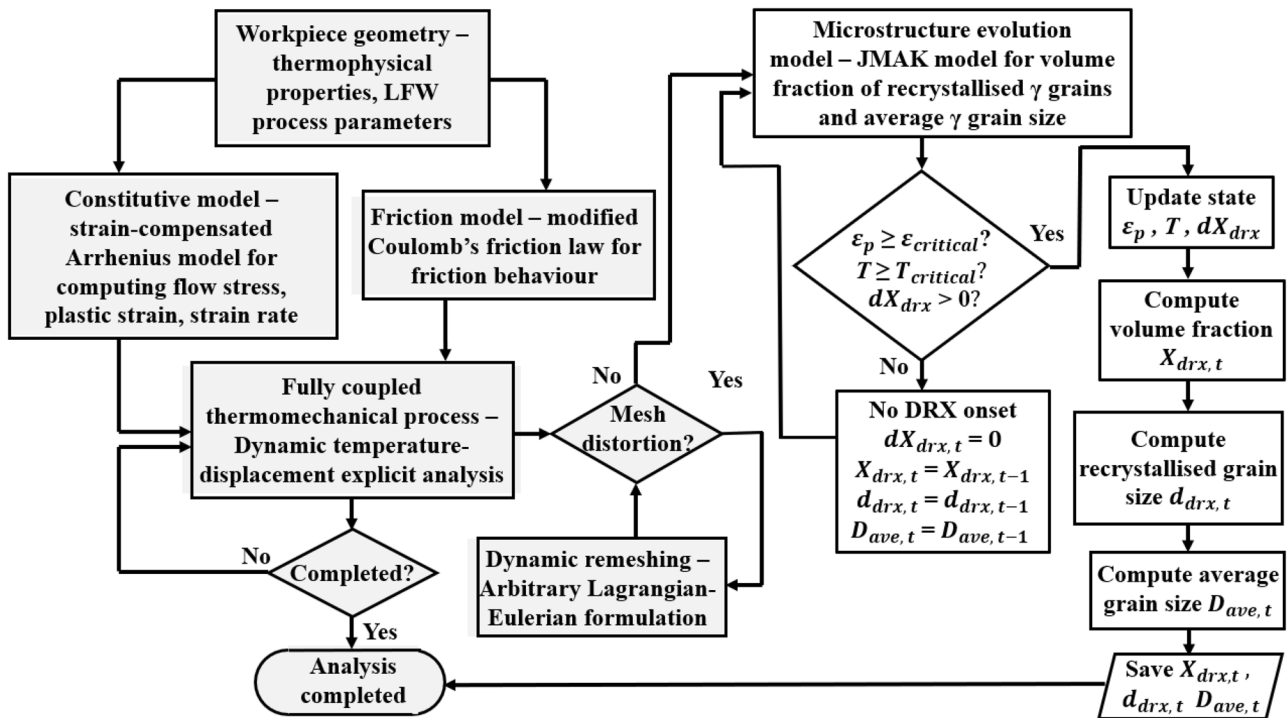 Workpiece geometry –
thermophysical
properties, LFW
process parameters
Constitutive model –
strain-compensated
Arrhenius model for
computing flow stress,
plastic strain, strain rate
Friction model – modified
Coulomb's friction law for
friction behaviour
Fully coupled
thermomechanical process –
Dynamic temperature-
displacement explicit analysis
No
Completed?
Yes
Analysis
completed
No
Yes
Mesh
distortion?
Dynamic remeshing –
Arbitrary Lagrangian-
Eulerian formulation
Microstructure evolution
model – JMAK model for volume
fraction of recrystallised γ grains
and average γ grain size
ε_p ≥ ε_critical?
T ≥ T_critical?
dX_drx > 0?
Yes
No
No DRX onset
dX_drx, t = 0
X_drx, t = X_drx, t−1
d_drx, t = d_drx, t−1
D_ave, t = D_ave, t−1
Update state
ε_p , T , dX_drx
Compute
volume fraction
X_drx, t
Compute
recrystallised grain
size d_drx, t
Compute average
grain size D_ave, t
Save X_drx,t ,
d_drx, t D_ave, t